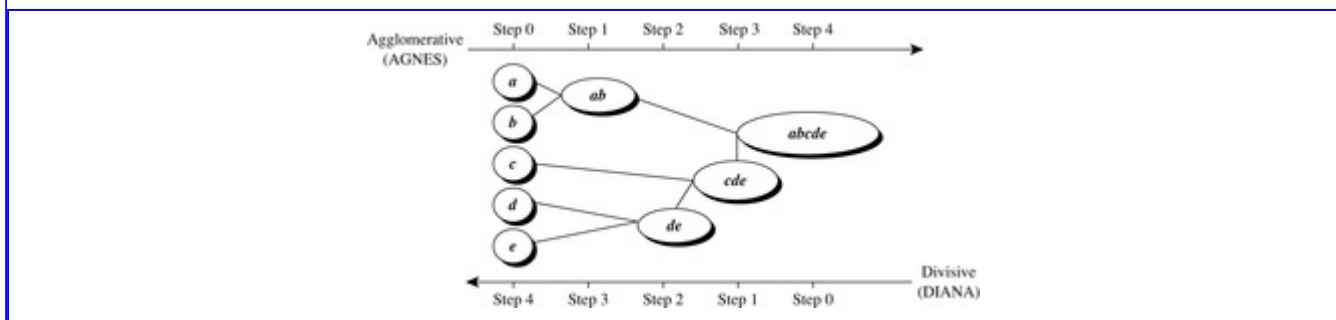 Step 0 Step 1 Step 2 Step 3 Step 4
Agglomerative
(AGNES)
a
ab
b
abcde
c
cde
d
de
e
Divisive
(DIANA)
Step 4 Step 3 Step 2 Step 1 Step 0